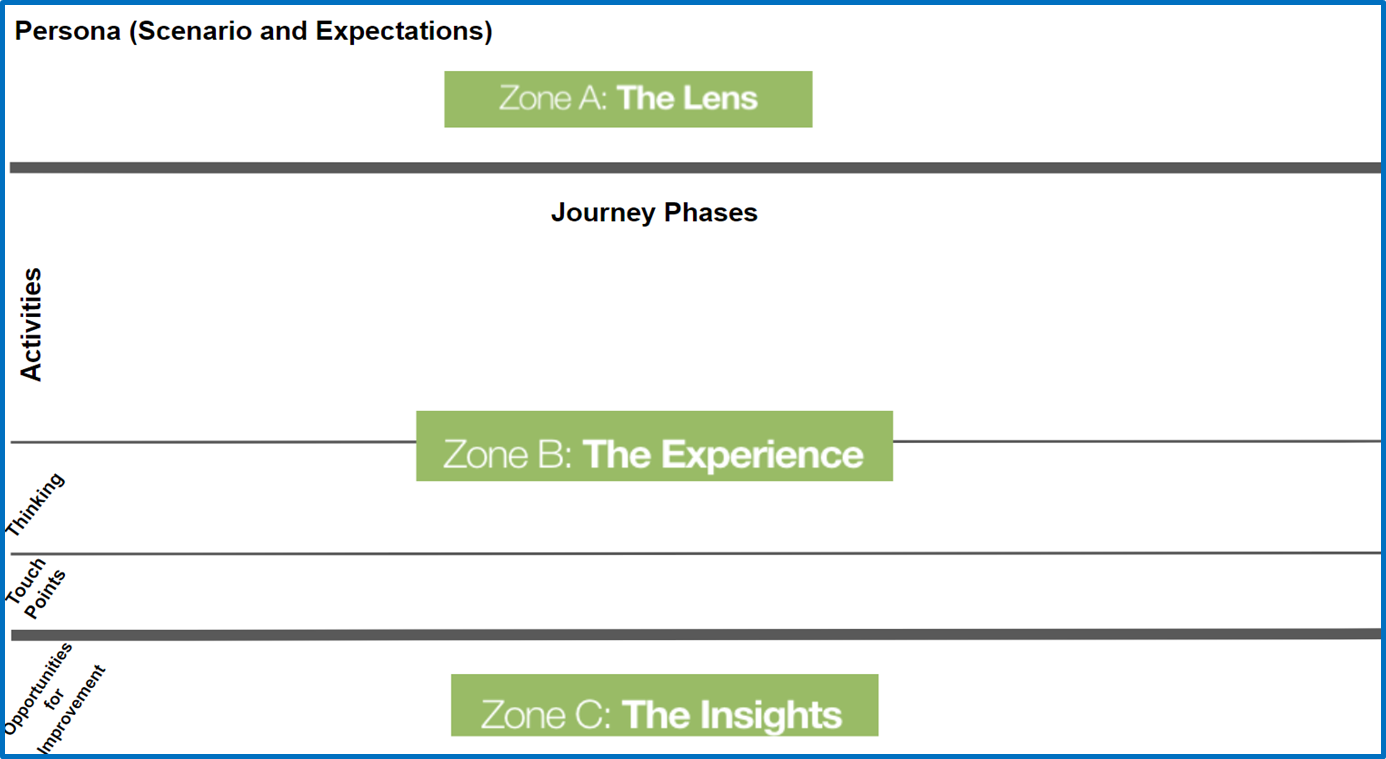 Persona (Scenario and Expectations)
Zone A: The Lens
Journey Phases
Activities
Zone B: The Experience
Thinking
Touch
Points
Opportunities
for
Improvement
Zone C: The Insights